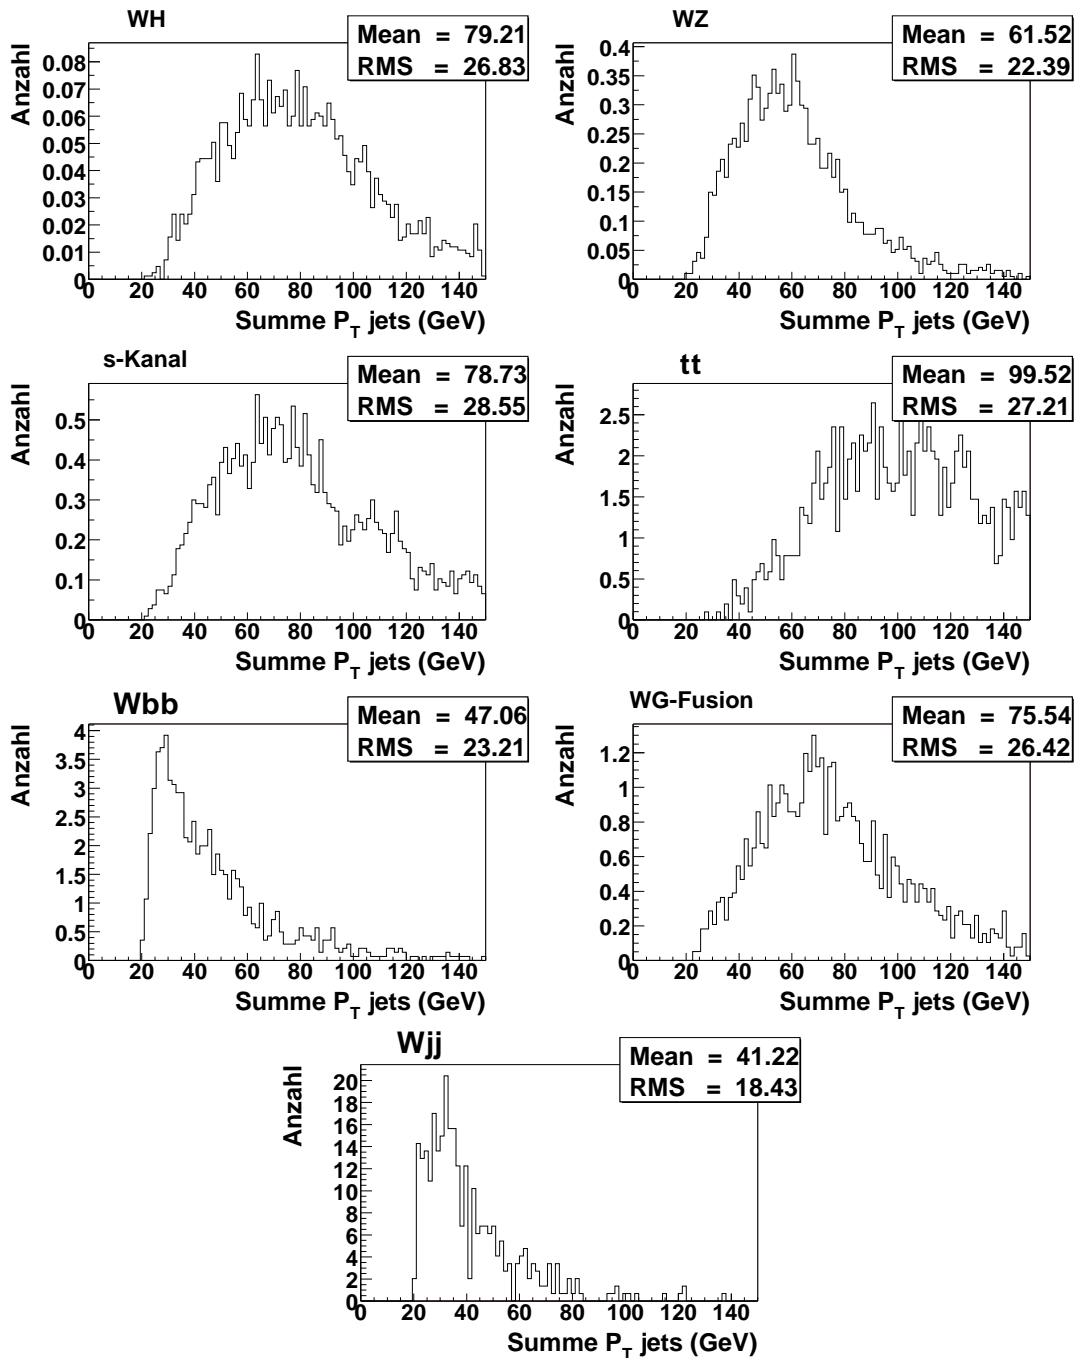 WH
Mean = 79.21
RMS = 26.83
Anzahl
0.08
0.07
0.06
0.05
0.04
0.03
0.02
0.01
0
0 20 40 60 80 100 120 140
Summe P_T jets (GeV)
WZ
Mean = 61.52
RMS = 22.39
Anzahl
0.4
0.35
0.3
0.25
0.2
0.15
0.1
0.05
0
0 20 40 60 80 100 120 140
Summe P_T jets (GeV)
s-Kanal
Mean = 78.73
RMS = 28.55
Anzahl
0.5
0.4
0.3
0.2
0.1
0
0 20 40 60 80 100 120 140
Summe P_T jets (GeV)
tt
Mean = 99.52
RMS = 27.21
Anzahl
2.5
2
1.5
1
0.5
0
0 20 40 60 80 100 120 140
Summe P_T jets (GeV)
Wbb
Mean = 47.06
RMS = 23.21
Anzahl
4
3.5
3
2.5
2
1.5
1
0.5
0
0 20 40 60 80 100 120 140
Summe P_T jets (GeV)
WG-Fusion
Mean = 75.54
RMS = 26.42
Anzahl
1.2
1
0.8
0.6
0.4
0.2
0
0 20 40 60 80 100 120 140
Summe P_T jets (GeV)
Wjj
Mean = 41.22
RMS = 18.43
Anzahl
20
18
16
14
12
10
8
6
4
2
0
0 20 40 60 80 100 120 140
Summe P_T jets (GeV)